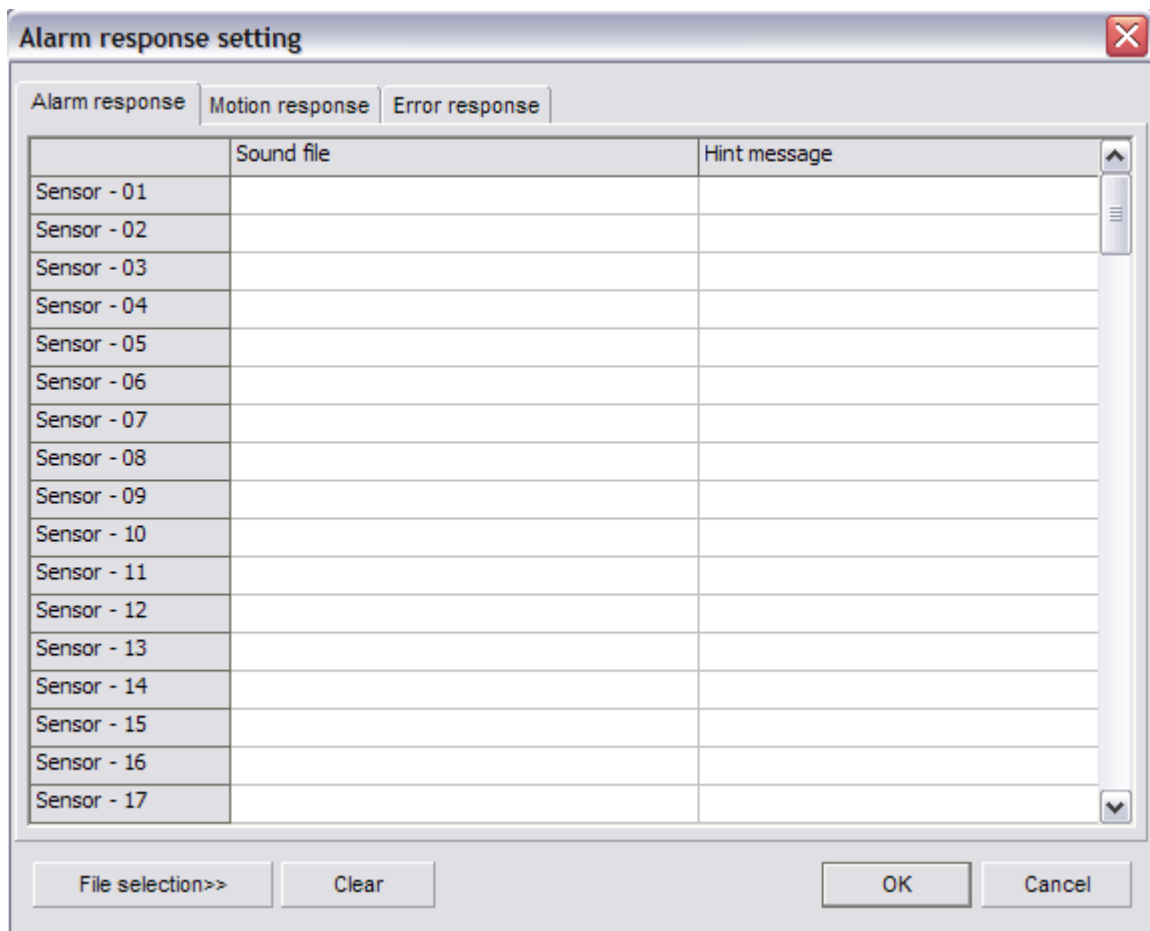 Alarm response setting
Alarm response Motion response Error response
Sound file Hint message
Sensor - 01
Sensor - 02
Sensor - 03
Sensor - 04
Sensor - 05
Sensor - 06
Sensor - 07
Sensor - 08
Sensor - 09
Sensor - 10
Sensor - 11
Sensor - 12
Sensor - 13
Sensor - 14
Sensor - 15
Sensor - 16
Sensor - 17
File selection>> Clear OK Cancel